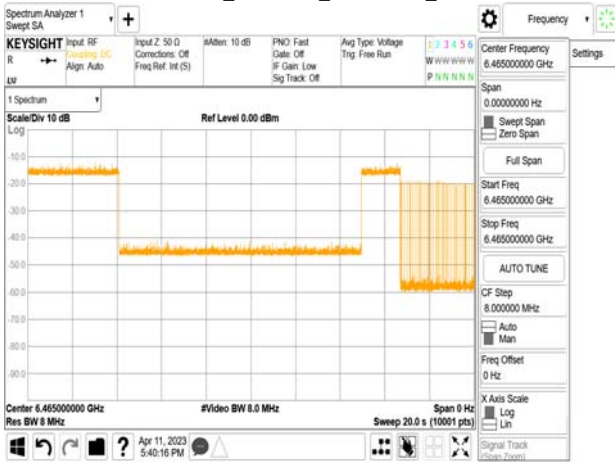 Spectrum Analyzer 1
Swept SA
Frequency
KEYSIGHT
R
LXI
Input: RF
Coupling: DC
Align: Auto
Input Z: 50 Ω
Corrections: Off
Freq Ref: Int (S)
#Atten: 10 dB
PNO: Fast
Gate: Off
IF Gain: Low
Sig Track: Off
Avg Type: Voltage
Trig: Free Run
1 2 3 4 5 6
W W W W W W
P N N N N N
Center Frequency
6.465000000 GHz
Settings
1 Spectrum
Scale/Div 10 dB
Ref Level 0.00 dBm
Log
-10.0
-20.0
-30.0
-40.0
-50.0
-60.0
-70.0
-80.0
-90.0
Span
0.00000000 Hz
Swept Span
Zero Span
Full Span
Start Freq
6.465000000 GHz
Stop Freq
6.465000000 GHz
AUTO TUNE
CF Step
8.000000 MHz
Auto
Man
Freq Offset
0 Hz
X Axis Scale
Log
Lin
Signal Track
(Span Zoom)
Center 6.465000000 GHz
#Video BW 8.0 MHz
Span 0 Hz
Res BW 8 MHz
Sweep 20.0 s (10001 pts)
Apr 11, 2023
5:40:16 PM